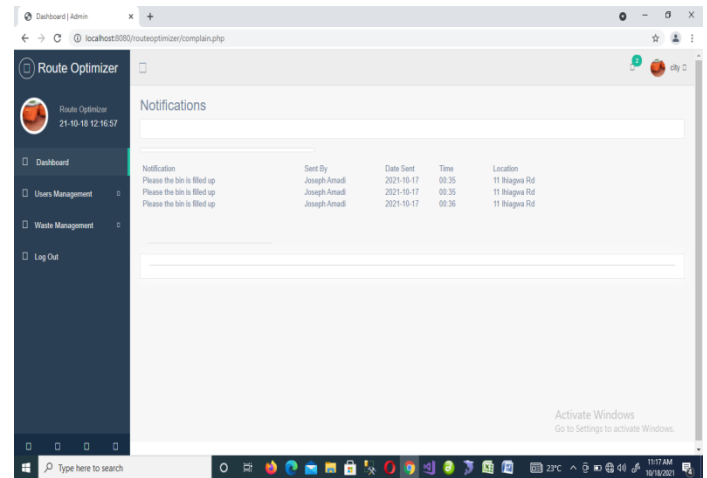 Dashboard | Admin
localhost:8080/routeoptimizer/complain.php
Route Optimizer
2
city
Route Optimizer
21-10-18 12:16:57
Notifications
Dashboard
Users Management
Waste Management
Log Out
Notification Sent By Date Sent Time Location
Please the bin is filled up Joseph Amadi 2021-10-17 00:35 11 Ihiagwa Rd
Please the bin is filled up Joseph Amadi 2021-10-17 00:35 11 Ihiagwa Rd
Please the bin is filled up Joseph Amadi 2021-10-17 00:36 11 Ihiagwa Rd
Activate Windows
Go to Settings to activate Windows.
Type here to search
23°C
11:17 AM
10/18/2021